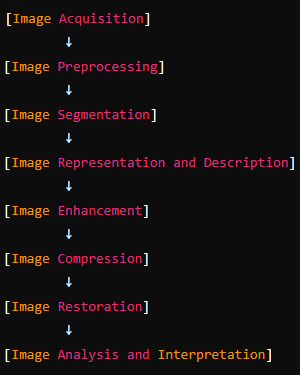 [Image Acquisition]
↓
[Image Preprocessing]
↓
[Image Segmentation]
↓
[Image Representation and Description]
↓
[Image Enhancement]
↓
[Image Compression]
↓
[Image Restoration]
↓
[Image Analysis and Interpretation]